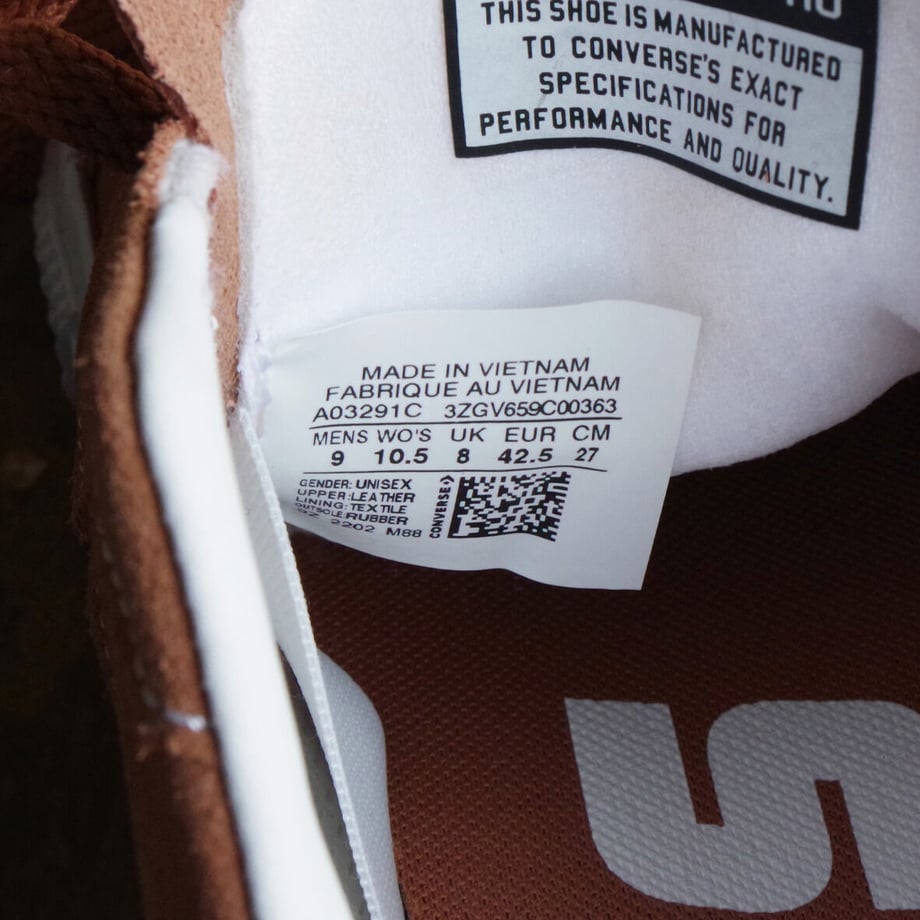 THIS SHOE IS MANUFACTURED
TO CONVERSE'S EXACT
SPECIFICATIONS FOR
PERFORMANCE AND QUALITY.
MADE IN VIETNAM
FABRIQUE AU VIETNAM
A03291C 3ZGV659C00363
MENS WO'S UK EUR CM
9 10.5 8 42.5 27
GENDER: UNISEX
UPPER:LEATHER
LINING:TEXTILE
OUTSOLE:RUBBER
2202 M88
CONVERSE